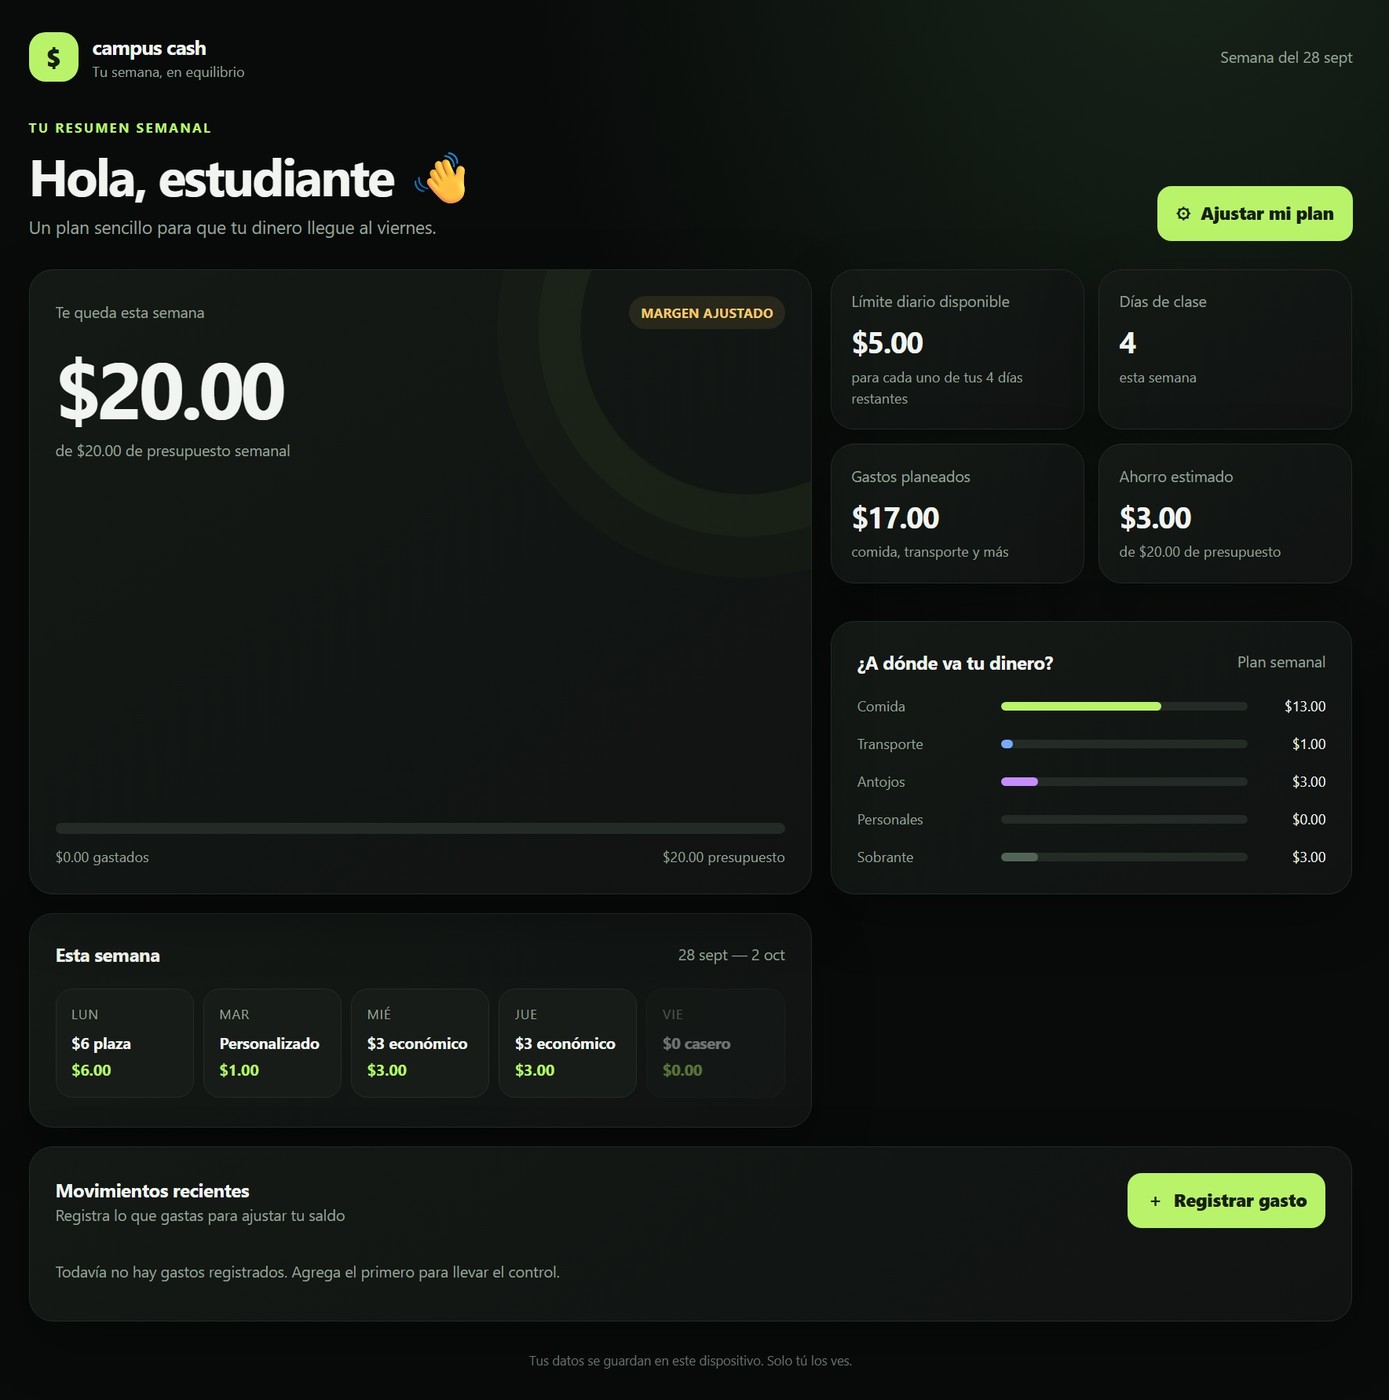 $
campus cash
Tu semana, en equilibrio
Semana del 28 sept
TU RESUMEN SEMANAL
Hola, estudiante 👋
Un plan sencillo para que tu dinero llegue al viernes.
⚙ Ajustar mi plan
Te queda esta semana
MARGEN AJUSTADO
$20.00
de $20.00 de presupuesto semanal
$0.00 gastados
$20.00 presupuesto
Límite diario disponible
$5.00
para cada uno de tus 4 días
restantes
Días de clase
4
esta semana
Gastos planeados
$17.00
comida, transporte y más
Ahorro estimado
$3.00
de $20.00 de presupuesto
¿A dónde va tu dinero?
Plan semanal
Comida $13.00
Transporte $1.00
Antojos $3.00
Personales $0.00
Sobrante $3.00
Esta semana
28 sept — 2 oct
LUN
$6 plaza
$6.00
MAR
Personalizado
$1.00
MIÉ
$3 económico
$3.00
JUE
$3 económico
$3.00
VIE
$0 casero
$0.00
Movimientos recientes
Registra lo que gastas para ajustar tu saldo
+ Registrar gasto
Todavía no hay gastos registrados. Agrega el primero para llevar el control.
Tus datos se guardan en este dispositivo. Solo tú los ves.